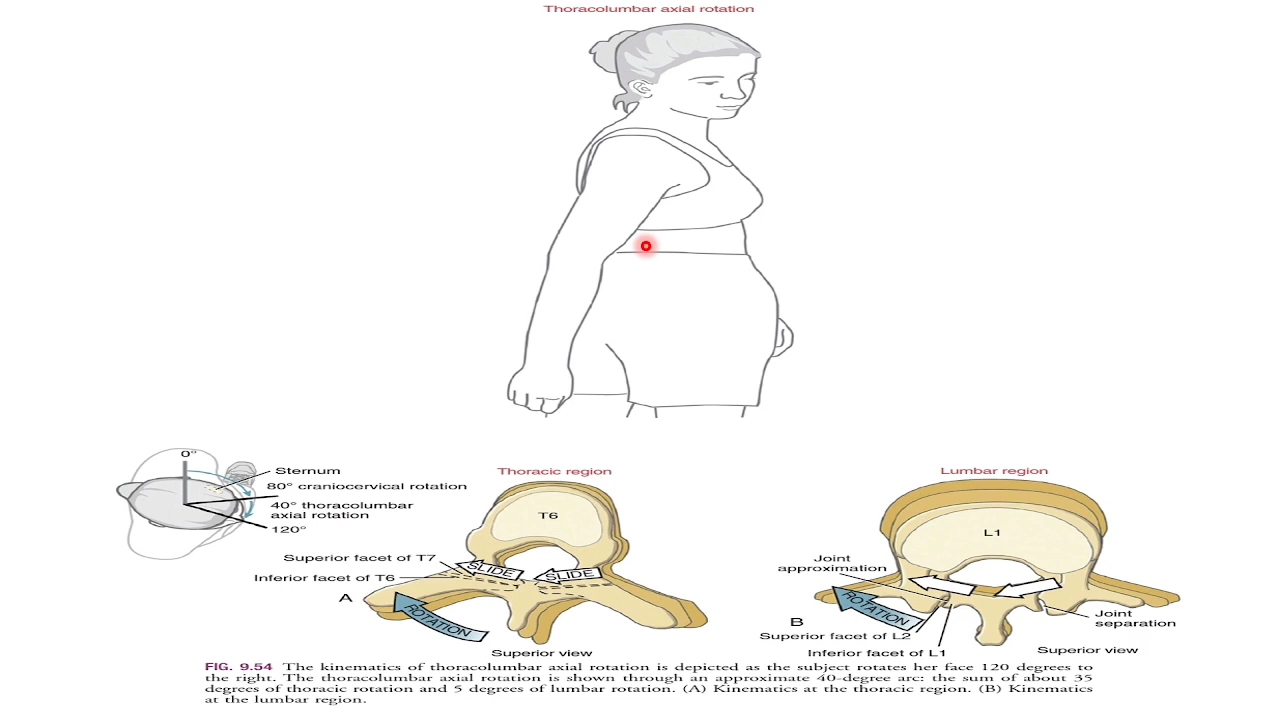 Thoracolumbar axial rotation
0°
Sternum
80° craniocervical rotation
40° thoracolumbar
axial rotation
120°
Thoracic region
T6
Superior facet of T7
SLIDE
SLIDE
Inferior facet of T6
A
ROTATION
Superior view
Lumbar region
L1
Joint
approximation
ROTATION
B
Joint
separation
Superior facet of L2
Inferior facet of L1
Superior view
FIG. 9.54 The kinematics of thoracolumbar axial rotation is depicted as the subject rotates her face 120 degrees to
the right. The thoracolumbar axial rotation is shown through an approximate 40-degree arc: the sum of about 35
degrees of thoracic rotation and 5 degrees of lumbar rotation. (A) Kinematics at the thoracic region. (B) Kinematics
at the lumbar region.